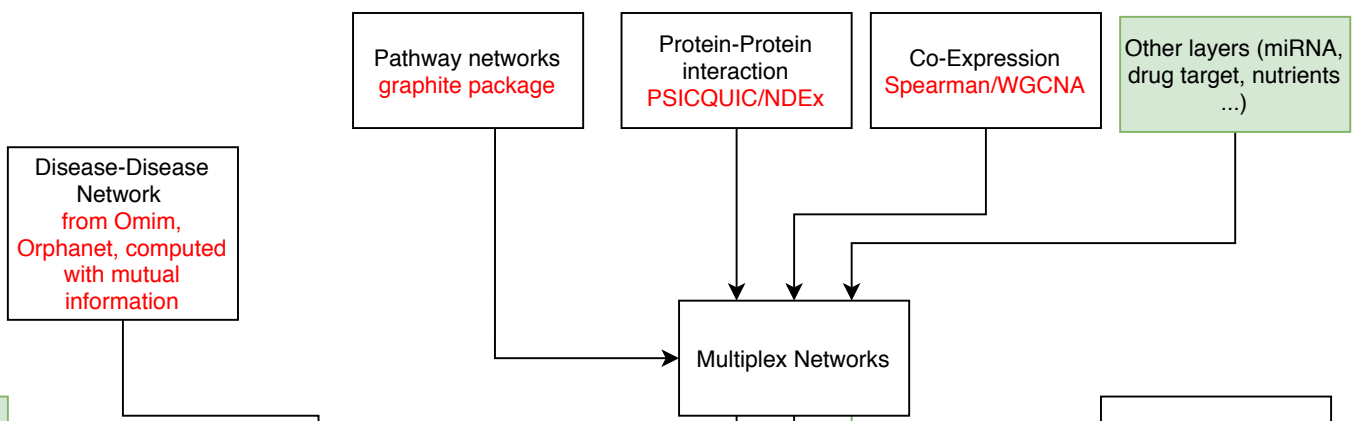 Pathway networks
graphite package
Protein-Protein
interaction
PSICQUIC/NDEx
Co-Expression
Spearman/WGCNA
Other layers (miRNA,
drug target, nutrients
...)
Disease-Disease
Network
from Omim,
Orphanet, computed
with mutual
information
Multiplex Networks